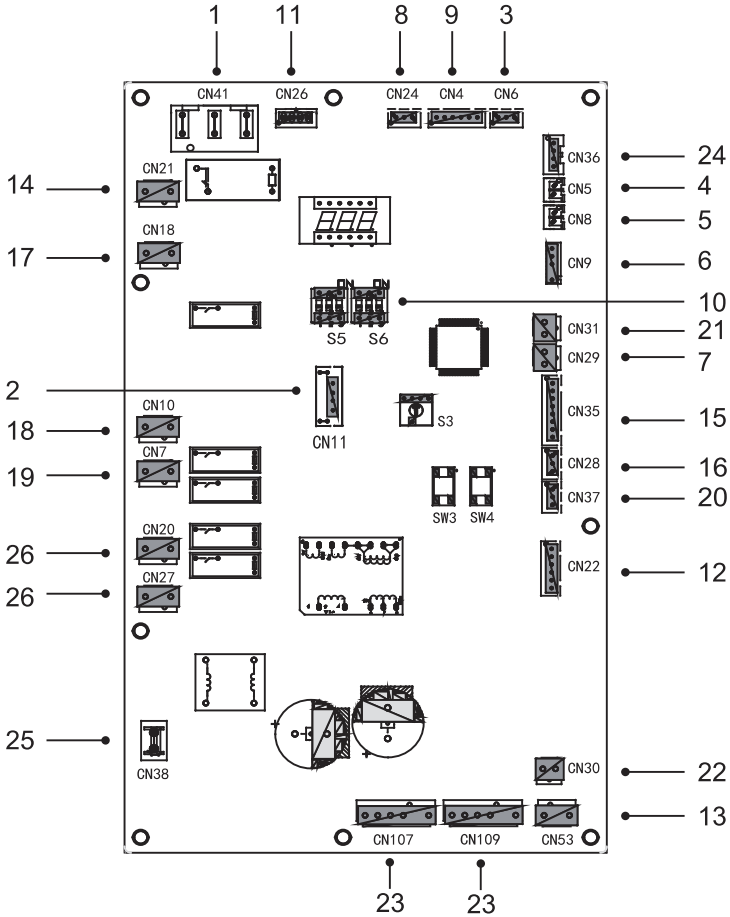 1 11 8 9 3
CN41 CN26 CN24 CN4 CN6
CN36 24
CN21
14 CN5 4
CN8 5
CN18
17 CN9 6
ON ON
10
CN31 21
S5 S6
CN29 7
2
CN10 CN35 15
18 S3
CN11
CN7
19 CN28 16
CN37 20
SW3 SW4
CN20
26 CN22 12
CN27
26
25
CN38 CN30 22
13
CN107 CN109 CN53
23 23